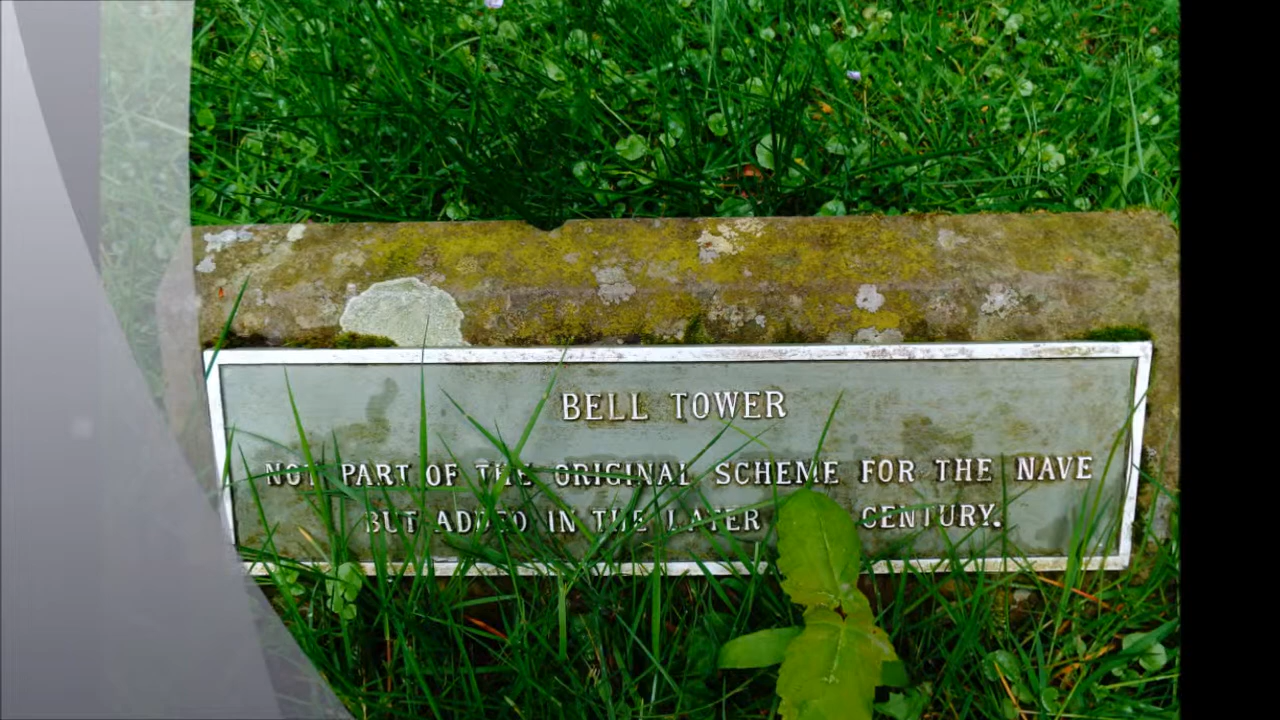 BELL TOWER
NOT PART OF THE ORIGINAL SCHEME FOR THE NAVE
BUT ADDED IN THE LATER CENTURY.